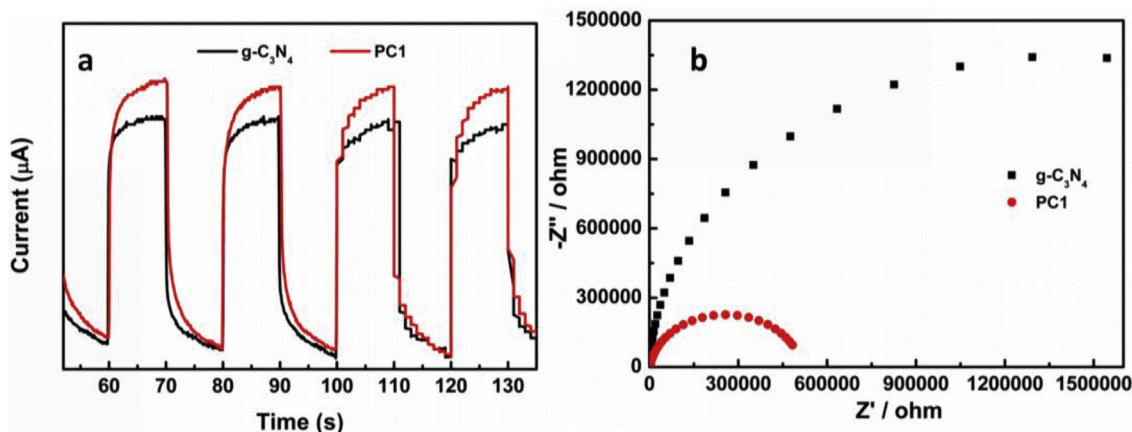 a
g-C₃N₄ PC1
Current (μA)
60 70 80 90 100 110 120 130
Time (s)
b
1500000
1200000
900000
600000
300000
0
-Z'' / ohm
g-C₃N₄
PC1
0 300000 600000 900000 1200000 1500000
Z' / ohm